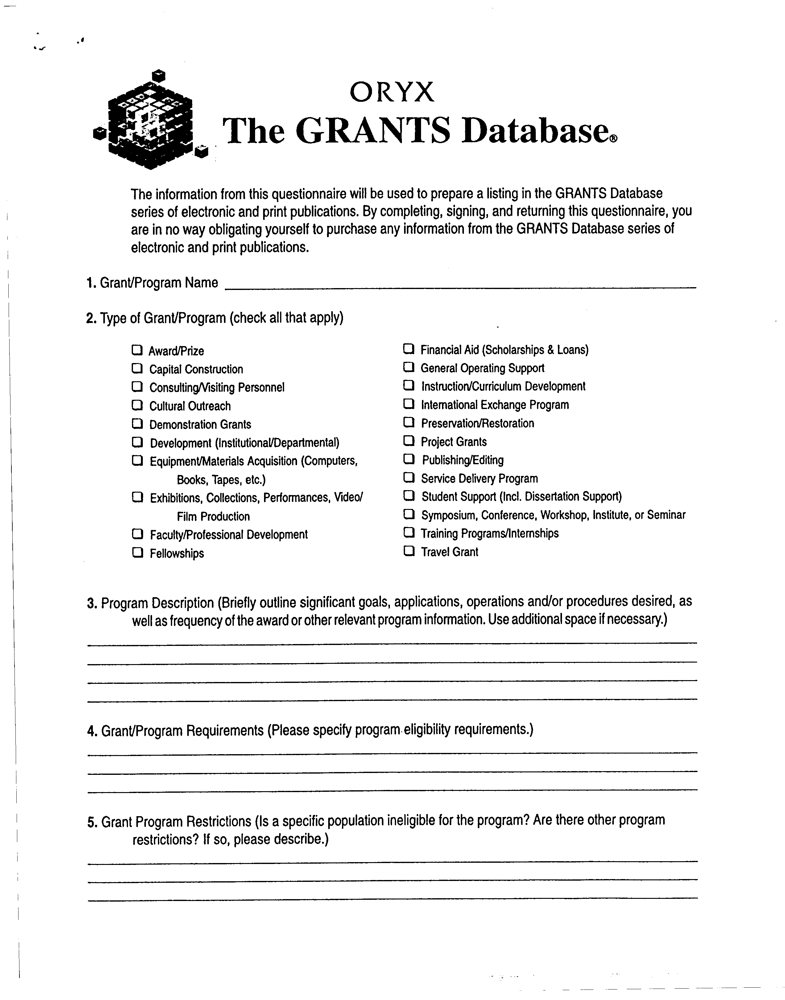 ORYX
The GRANTS Database®
The information from this questionnaire will be used to prepare a listing in the GRANTS Database
series of electronic and print publications. By completing, signing, and returning this questionnaire, you
are in no way obligating yourself to purchase any information from the GRANTS Database series of
electronic and print publications.
1. Grant/Program Name
2. Type of Grant/Program (check all that apply)
Award/Prize
Capital Construction
Consulting/Visiting Personnel
Cultural Outreach
Demonstration Grants
Development (Institutional/Departmental)
Equipment/Materials Acquisition (Computers,
Books, Tapes, etc.)
Exhibitions, Collections, Performances, Video/
Film Production
Faculty/Professional Development
Fellowships
Financial Aid (Scholarships & Loans)
General Operating Support
Instruction/Curriculum Development
International Exchange Program
Preservation/Restoration
Project Grants
Publishing/Editing
Service Delivery Program
Student Support (Incl. Dissertation Support)
Symposium, Conference, Workshop, Institute, or Seminar
Training Programs/Internships
Travel Grant
3. Program Description (Briefly outline significant goals, applications, operations and/or procedures desired, as
well as frequency of the award or other relevant program information. Use additional space if necessary.)
4. Grant/Program Requirements (Please specify program eligibility requirements.)
5. Grant Program Restrictions (Is a specific population ineligible for the program? Are there other program
restrictions? If so, please describe.)